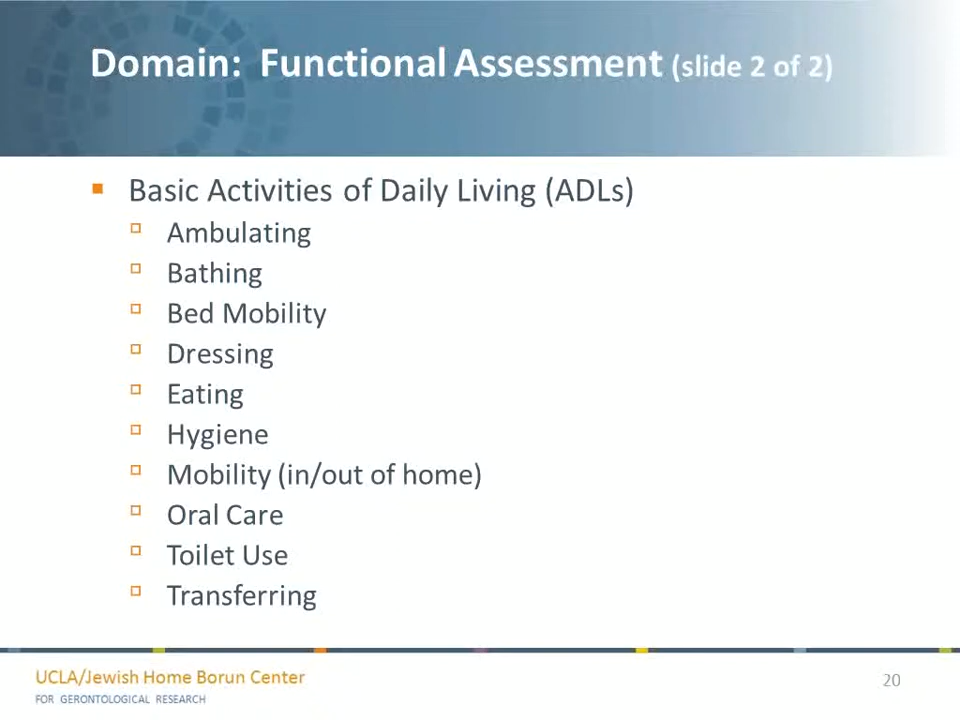 Domain: Functional Assessment (slide 2 of 2)
Basic Activities of Daily Living (ADLs)
Ambulating
Bathing
Bed Mobility
Dressing
Eating
Hygiene
Mobility (in/out of home)
Oral Care
Toilet Use
Transferring
UCLA/Jewish Home Borun Center
FOR GERONTOLOGICAL RESEARCH
20